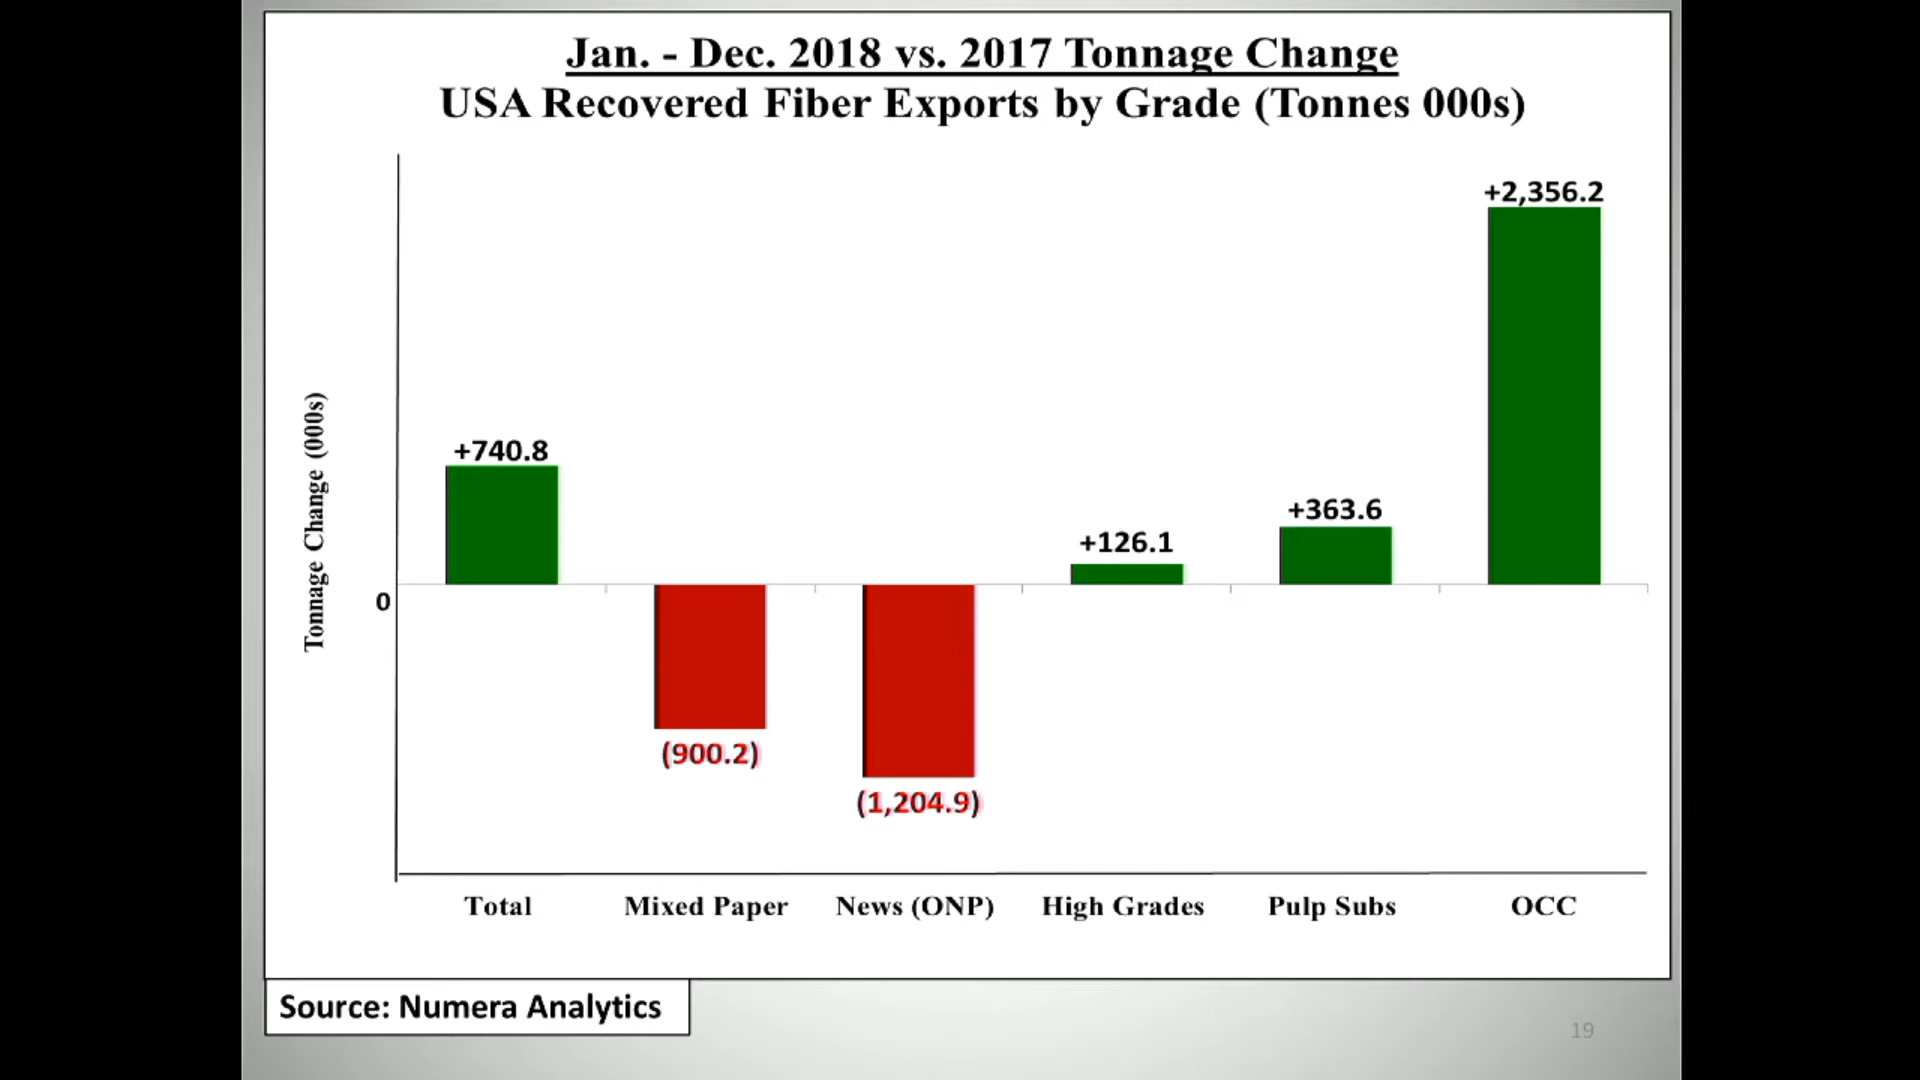 Jan. - Dec. 2018 vs. 2017 Tonnage Change
USA Recovered Fiber Exports by Grade (Tonnes 000s)
Tonnage Change (000s)
0
+740.8
(900.2)
(1,204.9)
+126.1
+363.6
+2,356.2
Total
Mixed Paper
News (ONP)
High Grades
Pulp Subs
OCC
Source: Numera Analytics
19